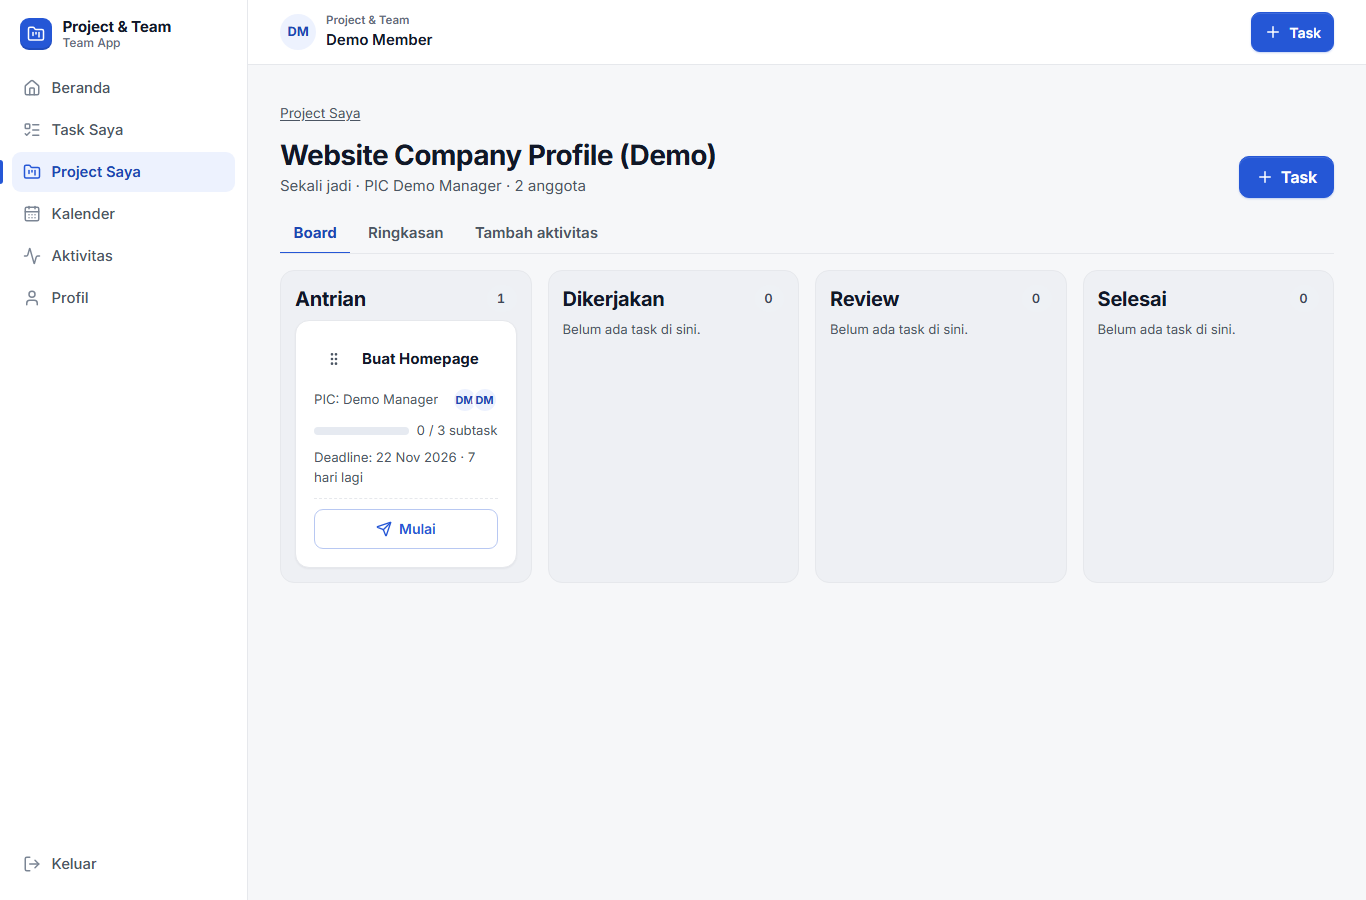 Project & Team
Team App
Beranda
Task Saya
Project Saya
Kalender
Aktivitas
Profil
Keluar
DM
Project & Team
Demo Member
Task
Project Saya
Website Company Profile (Demo)
Sekali jadi · PIC Demo Manager · 2 anggota
Task
Board
Ringkasan
Tambah aktivitas
Antrian
1
Buat Homepage
PIC: Demo Manager
DM
DM
0 / 3 subtask
Deadline: 22 Nov 2026 · 7
hari lagi
Mulai
Dikerjakan
0
Belum ada task di sini.
Review
0
Belum ada task di sini.
Selesai
0
Belum ada task di sini.